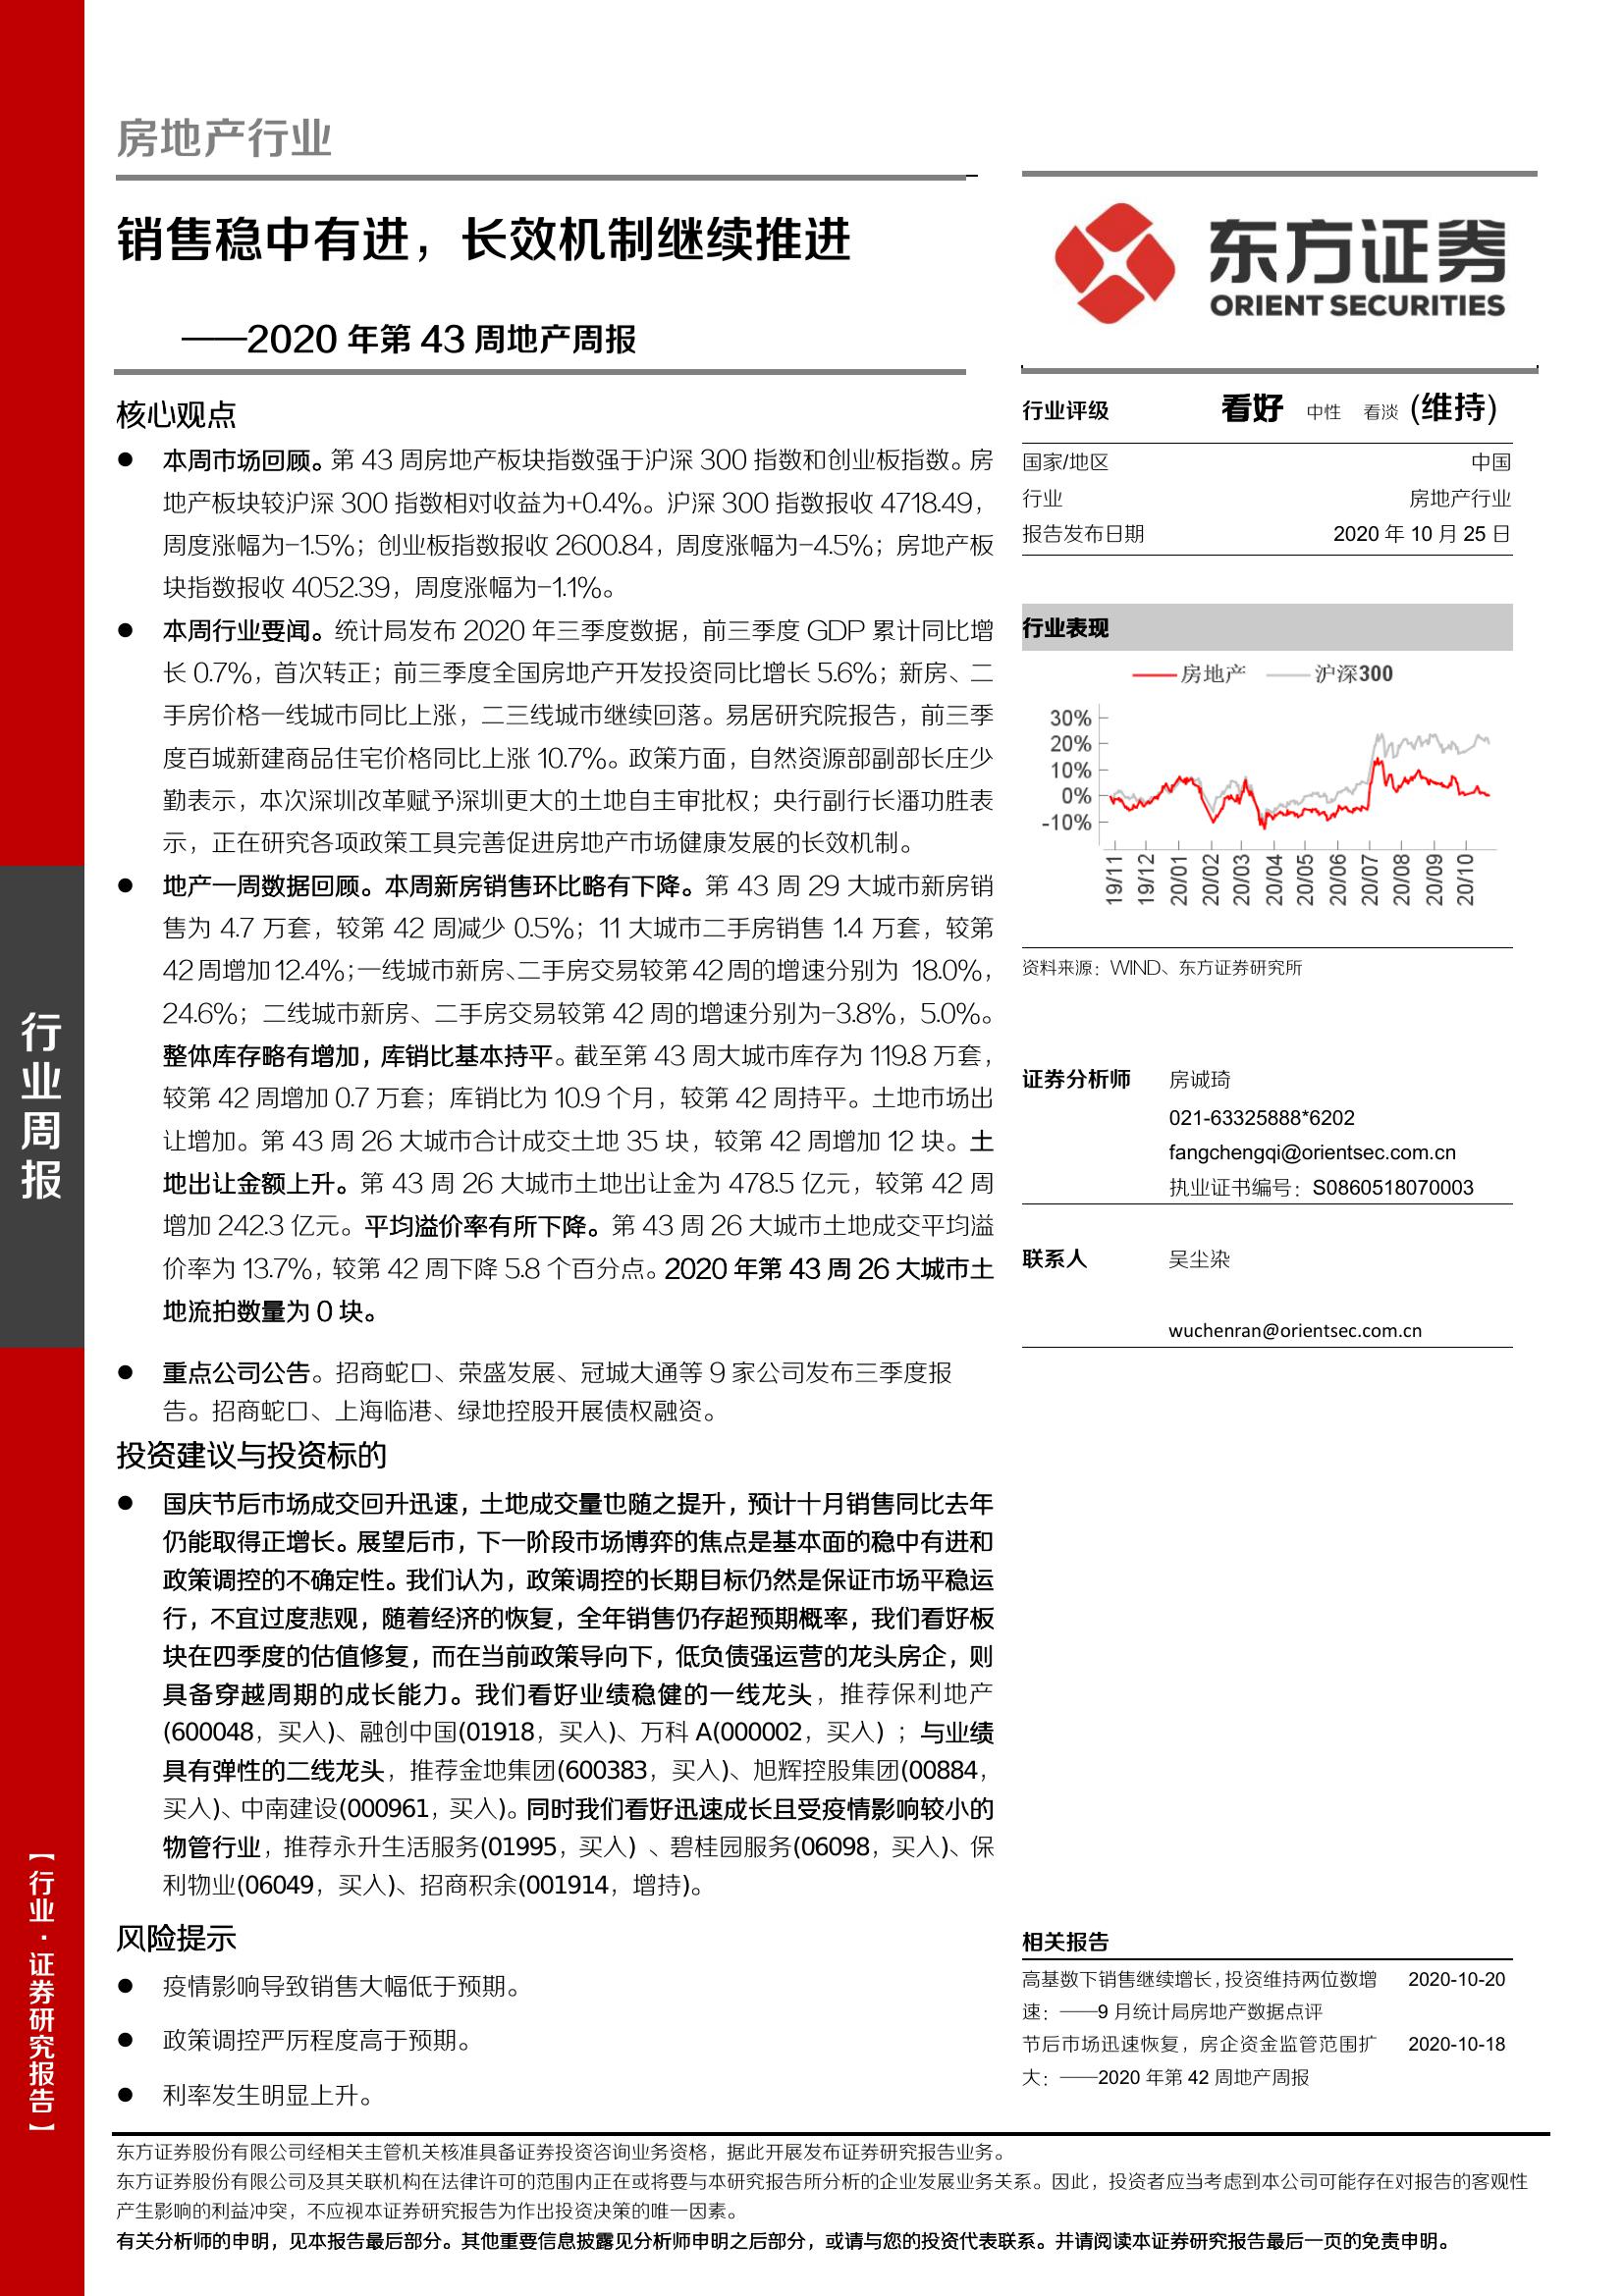 房地产行业
销售稳中有进，长效机制继续推进
——2020 年第 43 周地产周报
核心观点
● 本周市场回顾。第 43 周房地产板块指数强于沪深 300 指数和创业板指数。房
地产板块较沪深 300 指数相对收益为+0.4%。沪深 300 指数报收 4718.49，
周度涨幅为-1.5%；创业板指数报收 2600.84，周度涨幅为-4.5%；房地产板
块指数报收 4052.39，周度涨幅为-1.1%。
● 本周行业要闻。统计局发布 2020 年三季度数据，前三季度 GDP 累计同比增
长 0.7%，首次转正；前三季度全国房地产开发投资同比增长 5.6%；新房、二
手房价格一线城市同比上涨，二三线城市继续回落。易居研究院报告，前三季
度百城新建商品住宅价格同比上涨 10.7%。政策方面，自然资源部副部长庄少
勤表示，本次深圳改革赋予深圳更大的土地自主审批权；央行副行长潘功胜表
示，正在研究各项政策工具完善促进房地产市场健康发展的长效机制。
● 地产一周数据回顾。本周新房销售环比略有下降。第 43 周 29 大城市新房销
售为 4.7 万套，较第 42 周减少 0.5%；11 大城市二手房销售 1.4 万套，较第
42周增加12.4%；一线城市新房、二手房交易较第42周的增速分别为 18.0%，
24.6%；二线城市新房、二手房交易较第 42 周的增速分别为-3.8%，5.0%。
整体库存略有增加，库销比基本持平。截至第 43 周大城市库存为 119.8 万套，
较第 42 周增加 0.7 万套；库销比为 10.9 个月，较第 42 周持平。土地市场出
让增加。第 43 周 26 大城市合计成交土地 35 块，较第 42 周增加 12 块。土
地出让金额上升。第 43 周 26 大城市土地出让金为 478.5 亿元，较第 42 周
增加 242.3 亿元。平均溢价率有所下降。第 43 周 26 大城市土地成交平均溢
价率为 13.7%，较第 42 周下降 5.8 个百分点。2020 年第 43 周 26 大城市土
地流拍数量为 0 块。
● 重点公司公告。招商蛇口、荣盛发展、冠城大通等 9 家公司发布三季度报
告。招商蛇口、上海临港、绿地控股开展债权融资。
投资建议与投资标的
● 国庆节后市场成交回升迅速，土地成交量也随之提升，预计十月销售同比去年
仍能取得正增长。展望后市，下一阶段市场博弈的焦点是基本面的稳中有进和
政策调控的不确定性。我们认为，政策调控的长期目标仍然是保证市场平稳运
行，不宜过度悲观，随着经济的恢复，全年销售仍存超预期概率，我们看好板
块在四季度的估值修复，而在当前政策导向下，低负债强运营的龙头房企，则
具备穿越周期的成长能力。我们看好业绩稳健的一线龙头，推荐保利地产
(600048，买入)、融创中国(01918，买入)、万科 A(000002，买入) ；与业绩
具有弹性的二线龙头，推荐金地集团(600383，买入)、旭辉控股集团(00884，
买入)、中南建设(000961，买入)。同时我们看好迅速成长且受疫情影响较小的
物管行业，推荐永升生活服务(01995，买入) 、碧桂园服务(06098，买入)、保
利物业(06049，买入)、招商积余(001914，增持)。
风险提示
● 疫情影响导致销售大幅低于预期。
● 政策调控严厉程度高于预期。
● 利率发生明显上升。
东方证券
ORIENT SECURITIES
行业评级 看好 中性 看淡 (维持)
国家/地区 中国
行业 房地产行业
报告发布日期 2020 年 10 月 25 日
行业表现
房地产 沪深300
30%
20%
10%
0%
-10%
19/11 19/12 20/01 20/02 20/03 20/04 20/05 20/06 20/07 20/08 20/09 20/10
资料来源：WIND、东方证券研究所
证券分析师 房诚琦
021-63325888*6202
fangchengqi@orientsec.com.cn
执业证书编号：S0860518070003
联系人 吴尘染
wuchenran@orientsec.com.cn
相关报告
高基数下销售继续增长，投资维持两位数增 2020-10-20
速：——9 月统计局房地产数据点评
节后市场迅速恢复，房企资金监管范围扩 2020-10-18
大：——2020 年第 42 周地产周报
行业周报
【行业·证券研究报告】
东方证券股份有限公司经相关主管机关核准具备证券投资咨询业务资格，据此开展发布证券研究报告业务。
东方证券股份有限公司及其关联机构在法律许可的范围内正在或将要与本研究报告所分析的企业发展业务关系。因此，投资者应当考虑到本公司可能存在对报告的客观性
产生影响的利益冲突，不应视本证券研究报告为作出投资决策的唯一因素。
有关分析师的申明，见本报告最后部分。其他重要信息披露见分析师申明之后部分，或请与您的投资代表联系。并请阅读本证券研究报告最后一页的免责申明。